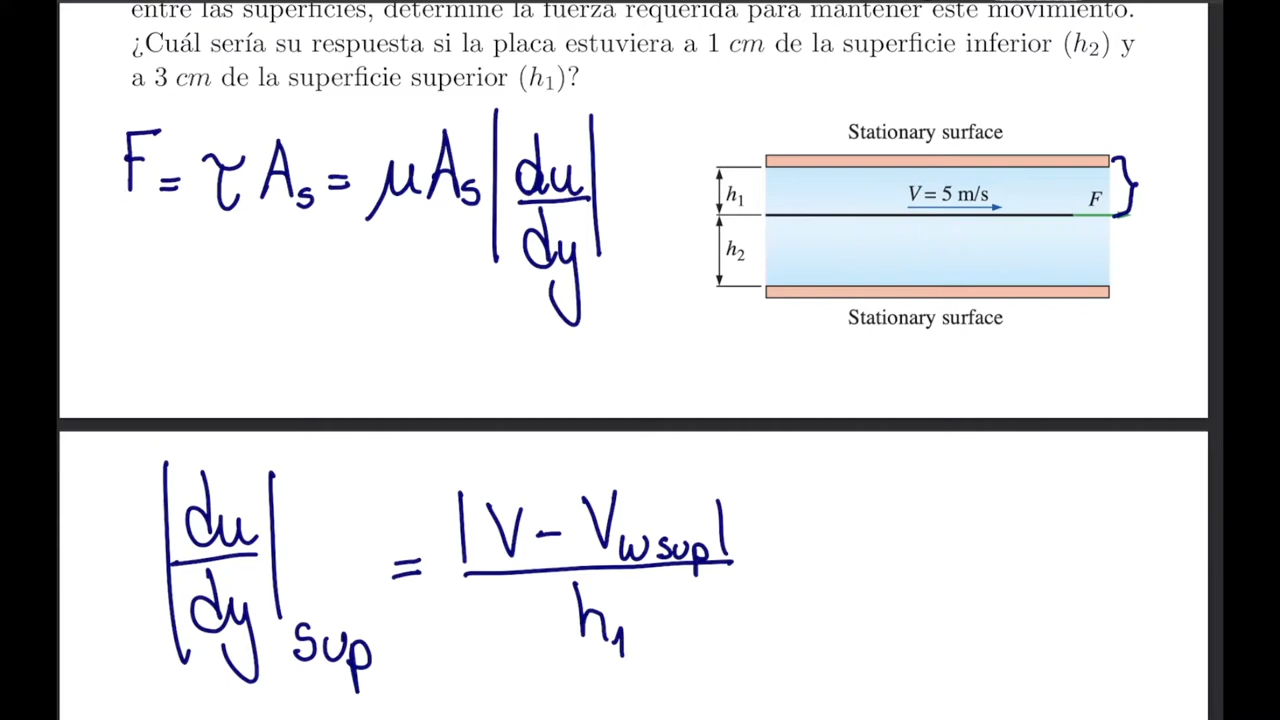 entre las superficies, determine la fuerza requerida para mantener este movimiento.
¿Cuál sería su respuesta si la placa estuviera a 1 cm de la superficie inferior (h₂) y
a 3 cm de la superficie superior (h₁)?
F = τ Aₛ = μ Aₛ |du/dy|
Stationary surface
h₁
V = 5 m/s
F
h₂
Stationary surface
|du/dy|sup = |V - Vw sup| / h₁